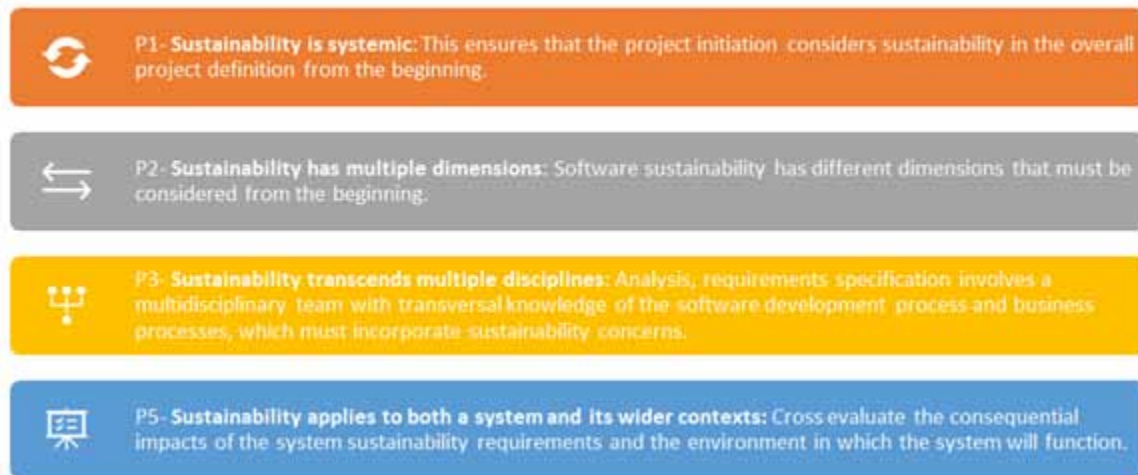 P1- Sustainability is systemic: This ensures that the project initiation considers sustainability in the overall
project definition from the beginning.
P2- Sustainability has multiple dimensions: Software sustainability has different dimensions that must be
considered from the beginning.
P3- Sustainability transcends multiple disciplines: Analysis, requirements specification involves a
multidisciplinary team with transversal knowledge of the software development process and business
processes, which must incorporate sustainability concerns.
P5- Sustainability applies to both a system and its wider contexts: Cross evaluate the consequential
impacts of the system sustainability requirements and the environment in which the system will function.